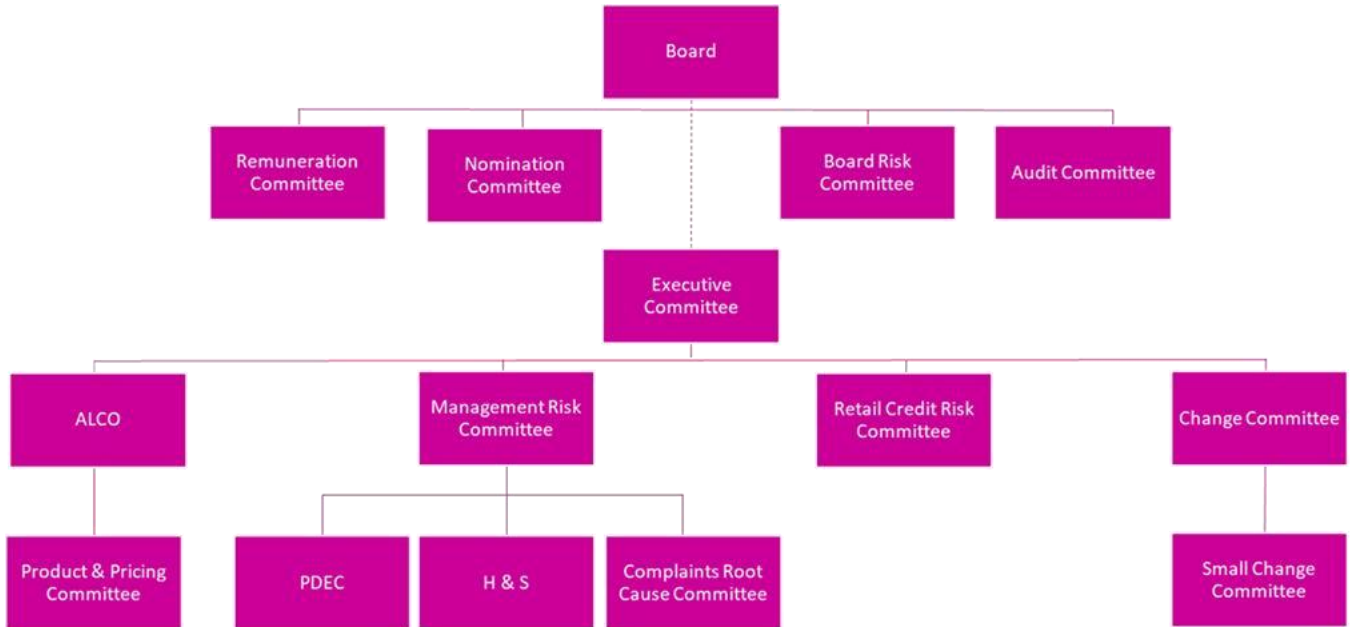 Board
Remuneration
Committee
Nomination
Committee
Board Risk
Committee
Audit Committee
Executive
Committee
ALCO
Management Risk
Committee
Retail Credit Risk
Committee
Change Committee
Product & Pricing
Committee
PDEC
H & S
Complaints Root
Cause Committee
Small Change
Committee